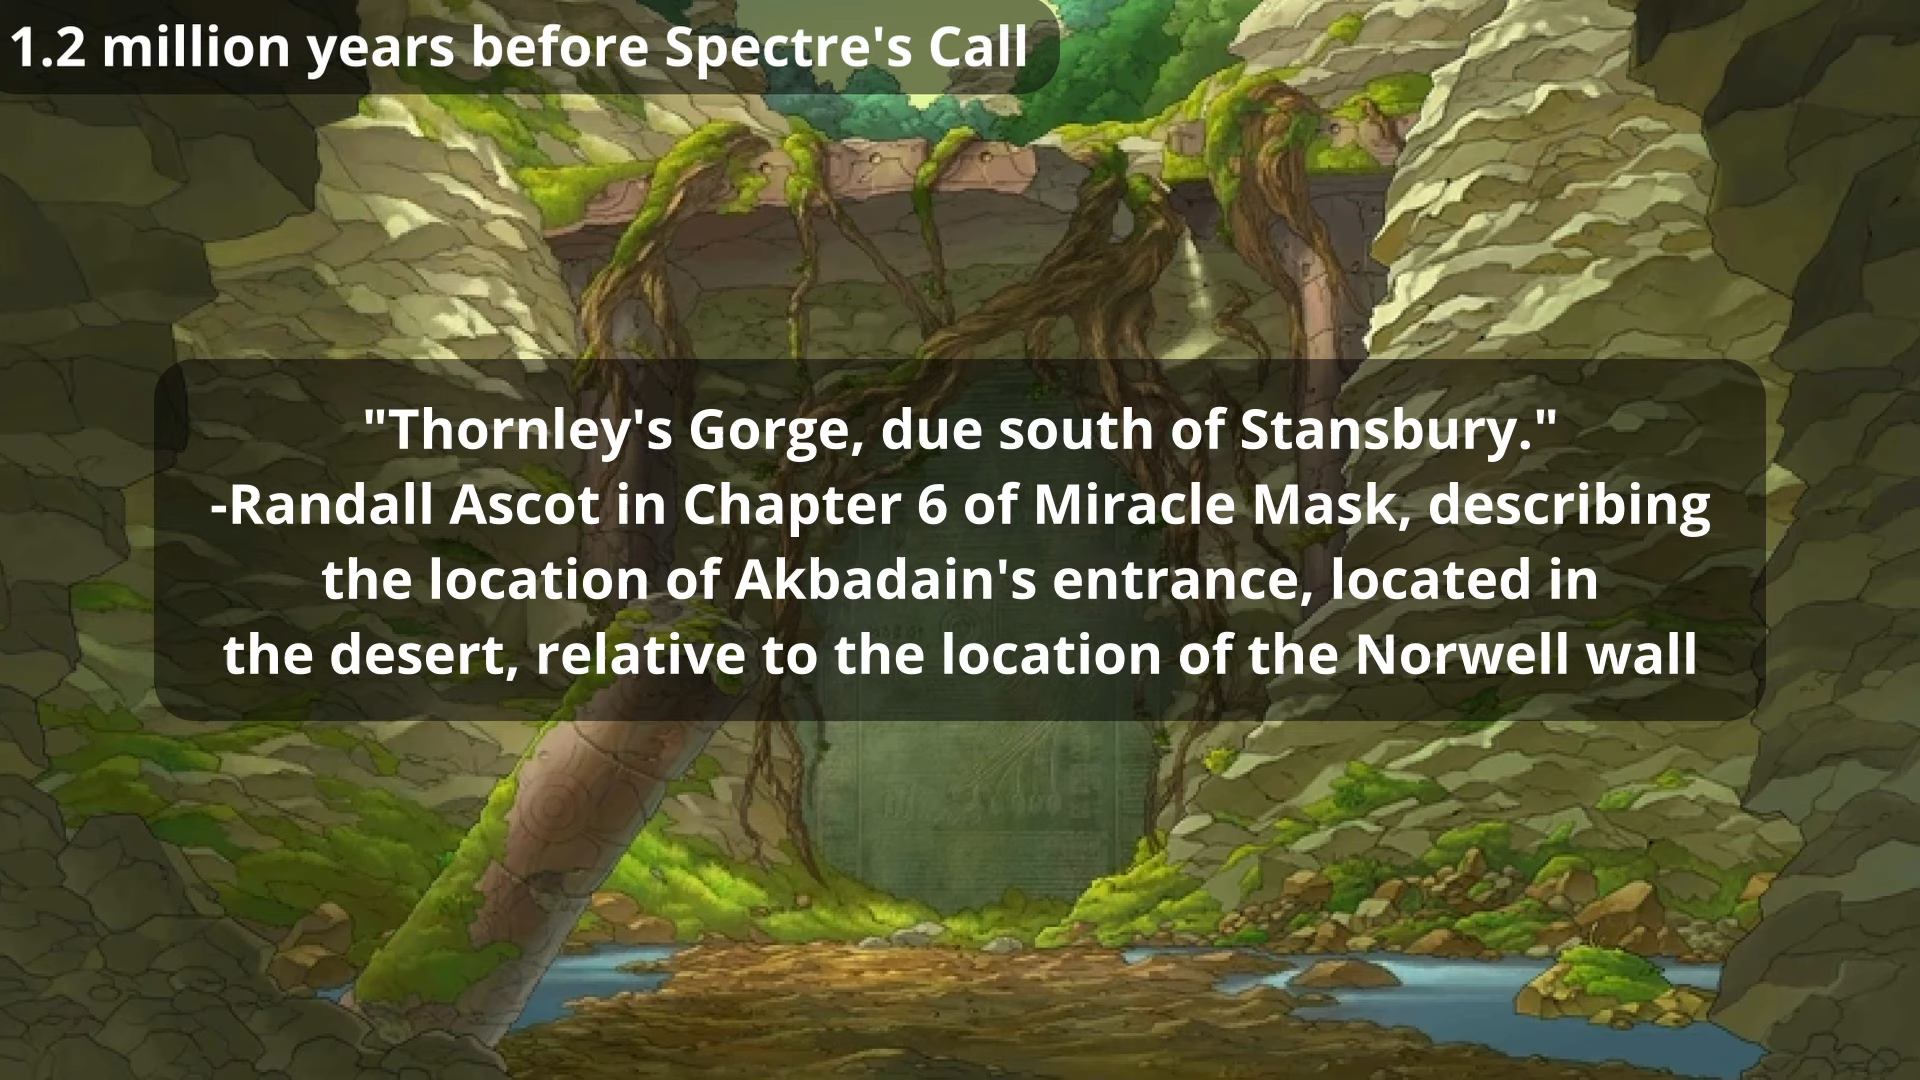 1.2 million years before Spectre's Call
"Thornley's Gorge, due south of Stansbury."
-Randall Ascot in Chapter 6 of Miracle Mask, describing
the location of Akbadain's entrance, located in
the desert, relative to the location of the Norwell wall